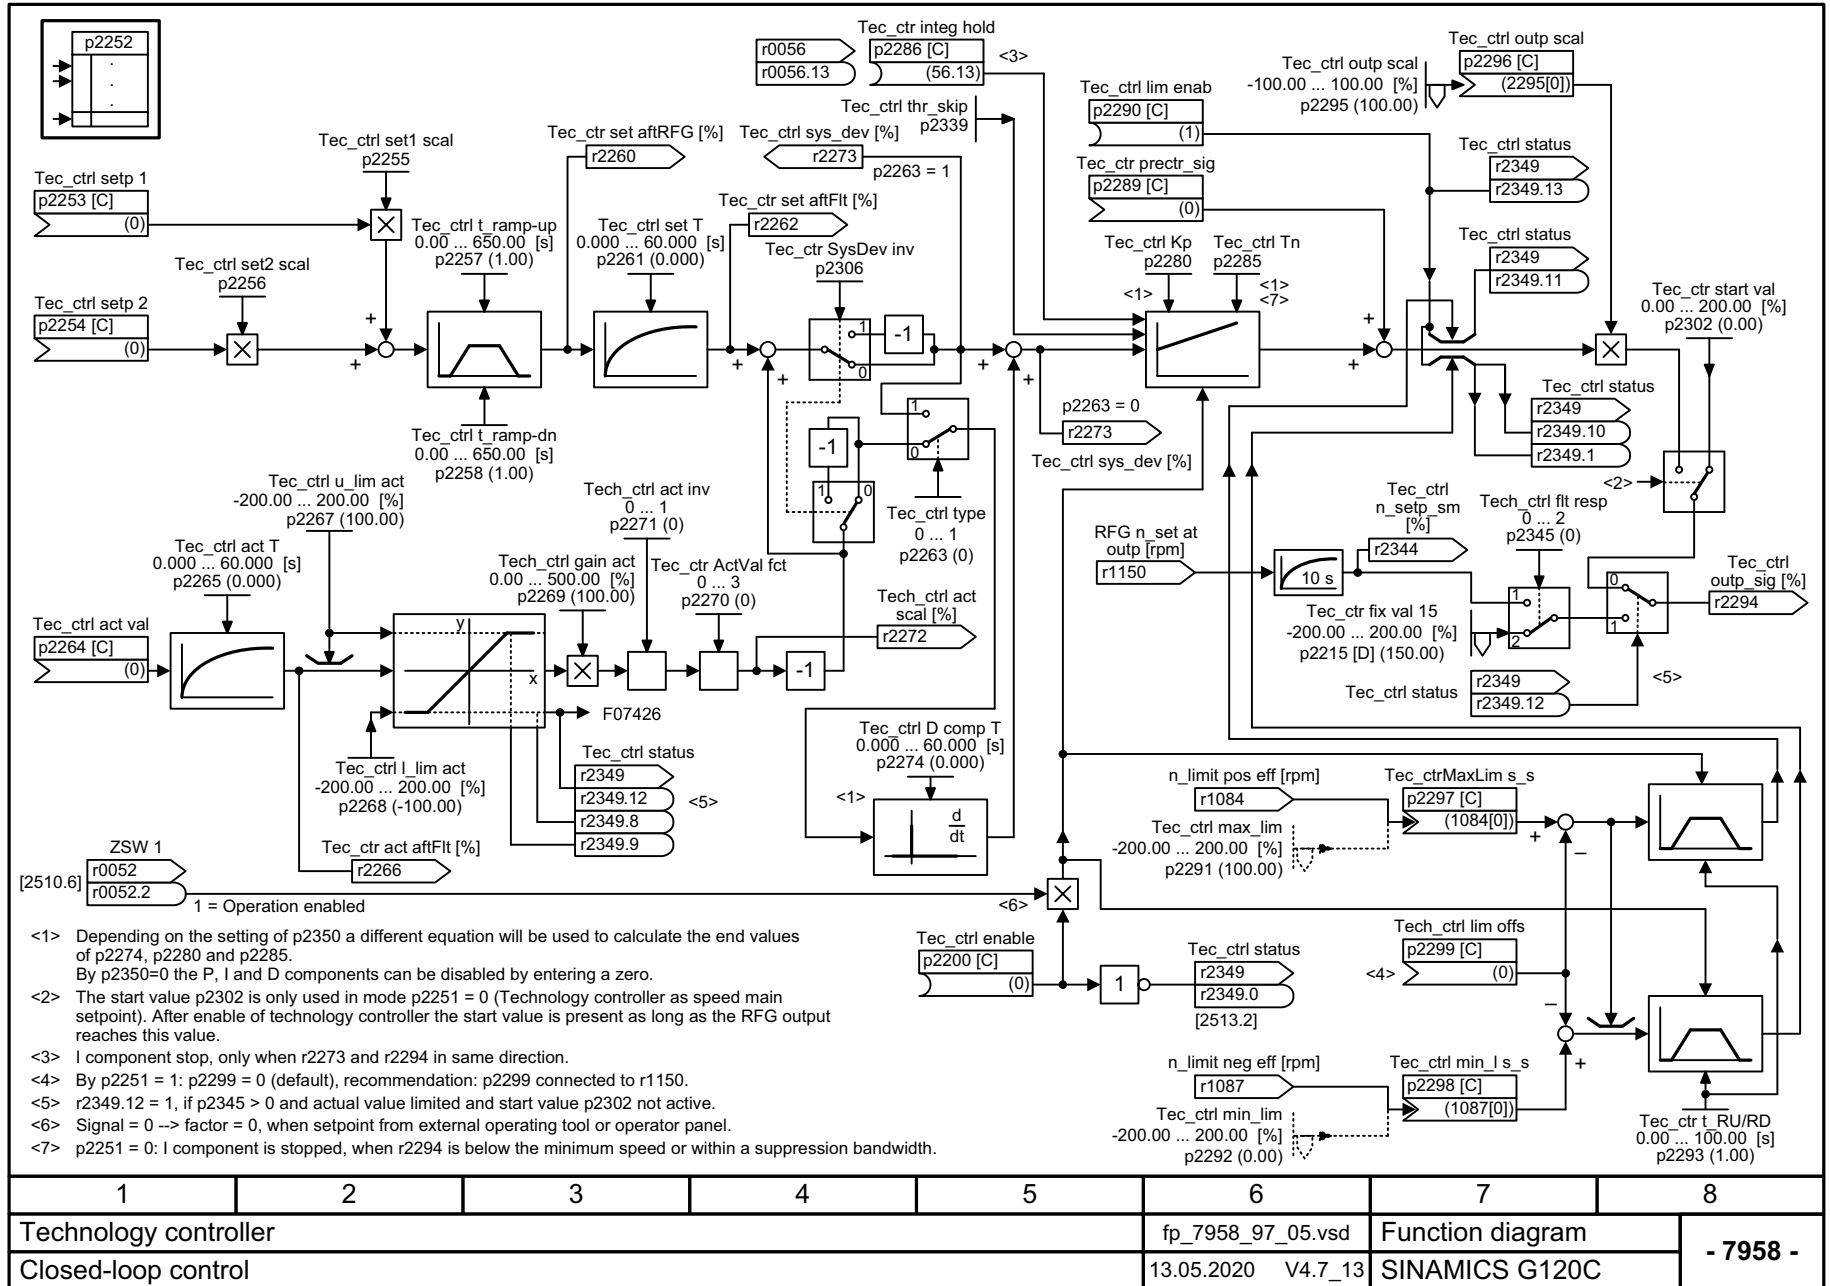 p2252
Tec_ctr integ hold
r0056
r0056.13
p2286 [C]
(56.13)
<3>
Tec_ctrl thr_skip
p2339
Tec_ctrl lim enab
p2290 [C]
(1)
Tec_ctr prectr_sig
p2289 [C]
(0)
Tec_ctrl outp scal
-100.00 ... 100.00 [%]
p2295 (100.00)
Tec_ctrl outp scal
p2296 [C]
(2295[0])
Tec_ctrl status
r2349
r2349.13
Tec_ctrl status
r2349
r2349.11
Tec_ctr start val
0.00 ... 200.00 [%]
p2302 (0.00)
Tec_ctrl set1 scal
p2255
Tec_ctrl setp 1
p2253 [C]
(0)
Tec_ctrl set2 scal
p2256
Tec_ctrl setp 2
p2254 [C]
(0)
+
+
Tec_ctrl t_ramp-up
0.00 ... 650.00 [s]
p2257 (1.00)
Tec_ctrl t_ramp-dn
0.00 ... 650.00 [s]
p2258 (1.00)
Tec_ctr set aftRFG [%]
r2260
Tec_ctrl set T
0.000 ... 60.000 [s]
p2261 (0.000)
Tec_ctrl sys_dev [%]
r2273
p2263 = 1
Tec_ctr set aftFlt [%]
r2262
Tec_ctr SysDev inv
p2306
+
+
1
0
-1
+
+
-1
1
0
1
0
Tec_ctrl type
0 ... 1
p2263 (0)
p2263 = 0
r2273
Tec_ctrl sys_dev [%]
Tec_ctrl Kp
p2280
<1>
Tec_ctrl Tn
p2285
<1>
<7>
+
+
Tec_ctrl status
r2349
r2349.10
r2349.1
<2>
Tec_ctrl u_lim act
-200.00 ... 200.00 [%]
p2267 (100.00)
Tec_ctrl act T
0.000 ... 60.000 [s]
p2265 (0.000)
Tec_ctrl act val
p2264 [C]
(0)
y
x
Tec_ctrl l_lim act
-200.00 ... 200.00 [%]
p2268 (-100.00)
Tec_ctr act aftFlt [%]
r2266
Tech_ctrl gain act
0.00 ... 500.00 [%]
p2269 (100.00)
Tech_ctrl act inv
0 ... 1
p2271 (0)
Tec_ctr ActVal fct
0 ... 3
p2270 (0)
-1
Tech_ctrl act
scal [%]
r2272
F07426
Tec_ctrl status
r2349
r2349.12
r2349.8
r2349.9
<5>
Tec_ctrl D comp T
0.000 ... 60.000 [s]
p2274 (0.000)
<1>
d
dt
RFG n_set at
outp [rpm]
r1150
10 s
Tec_ctrl
n_setp_sm
[%]
r2344
Tech_ctrl flt resp
0 ... 2
p2345 (0)
1
2
Tec_ctr fix val 15
-200.00 ... 200.00 [%]
p2215 [D] (150.00)
0
1
Tec_ctrl
outp_sig [%]
r2294
Tec_ctrl status
r2349
r2349.12
<5>
ZSW 1
[2510.6]
r0052
r0052.2
1 = Operation enabled
<6>
Tec_ctrl enable
p2200 [C]
(0)
1
Tec_ctrl status
r2349
r2349.0
[2513.2]
n_limit pos eff [rpm]
r1084
Tec_ctrl max_lim
-200.00 ... 200.00 [%]
p2291 (100.00)
Tec_ctrMaxLim s_s
p2297 [C]
(1084[0])
+
–
Tech_ctrl lim offs
p2299 [C]
(0)
<4>
–
+
n_limit neg eff [rpm]
r1087
Tec_ctrl min_lim
-200.00 ... 200.00 [%]
p2292 (0.00)
Tec_ctrl min_l s_s
p2298 [C]
(1087[0])
Tec_ctr t_RU/RD
0.00 ... 100.00 [s]
p2293 (1.00)
<1> Depending on the setting of p2350 a different equation will be used to calculate the end values
of p2274, p2280 and p2285.
By p2350=0 the P, I and D components can be disabled by entering a zero.
<2> The start value p2302 is only used in mode p2251 = 0 (Technology controller as speed main
setpoint). After enable of technology controller the start value is present as long as the RFG output
reaches this value.
<3> I component stop, only when r2273 and r2294 in same direction.
<4> By p2251 = 1: p2299 = 0 (default), recommendation: p2299 connected to r1150.
<5> r2349.12 = 1, if p2345 > 0 and actual value limited and start value p2302 not active.
<6> Signal = 0 --> factor = 0, when setpoint from external operating tool or operator panel.
<7> p2251 = 0: I component is stopped, when r2294 is below the minimum speed or within a suppression bandwidth.
1 2 3 4 5 6 7 8
Technology controller
fp_7958_97_05.vsd
Function diagram
- 7958 -
Closed-loop control
13.05.2020 V4.7_13
SINAMICS G120C